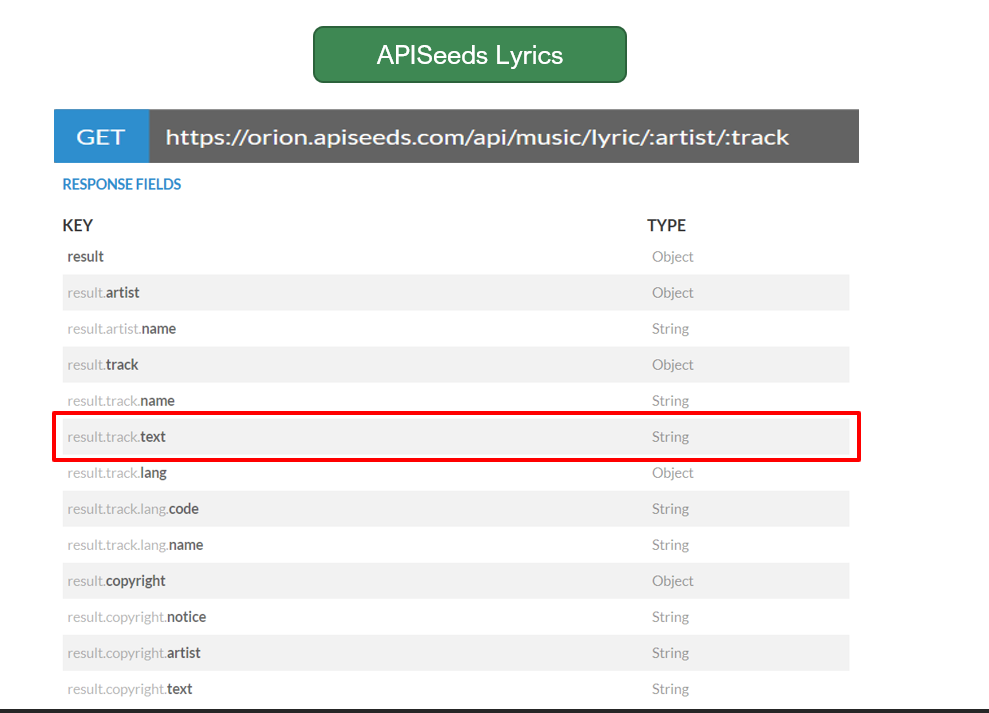 APISeeds Lyrics
GET https://orion.apiseeds.com/api/music/lyric/:artist/:track
RESPONSE FIELDS
KEY TYPE
result Object
result.artist Object
result.artist.name String
result.track Object
result.track.name String
result.track.text String
result.track.lang Object
result.track.lang.code String
result.track.lang.name String
result.copyright Object
result.copyright.notice String
result.copyright.artist String
result.copyright.text String